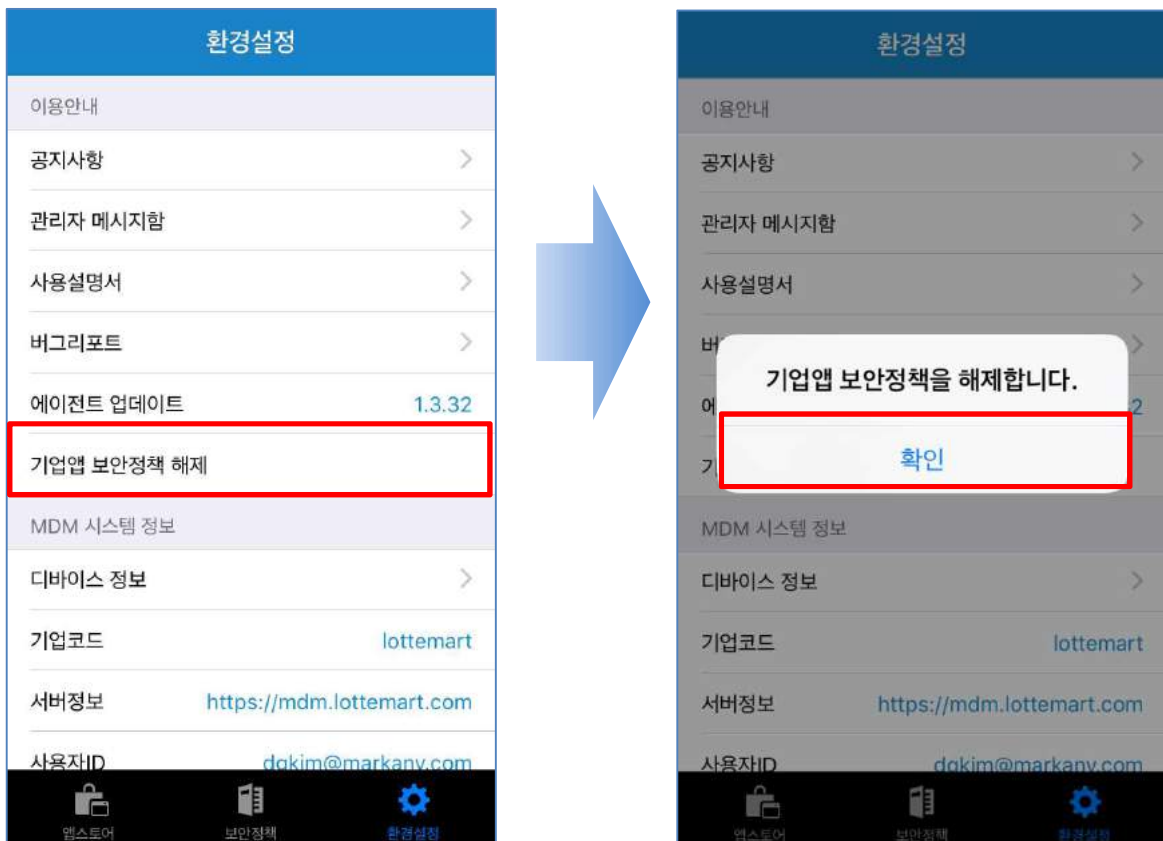 환경설정
이용안내
공지사항
관리자 메시지함
사용설명서
버그리포트
에이전트 업데이트 1.3.32
기업앱 보안정책 해제
MDM 시스템 정보
디바이스 정보
기업코드 lottemart
서버정보 https://mdm.lottemart.com
사용자ID dgkim@markany.com
앱스토어 보안정책 환경설정
환경설정
이용안내
공지사항
관리자 메시지함
사용설명서
버
기업앱 보안정책을 해제합니다.
에 2
확인
기
MDM 시스템 정보
디바이스 정보
기업코드 lottemart
서버정보 https://mdm.lottemart.com
사용자ID dgkim@markany.com
앱스토어 보안정책 환경설정